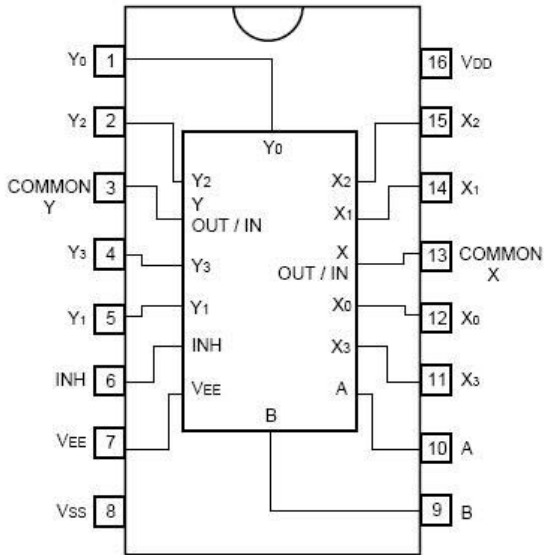 Y0 1
Y2 2
COMMON
Y 3
Y3 4
Y1 5
INH 6
VEE 7
VSS 8
Y0
Y2
Y
OUT / IN
Y3
Y1
INH
VEE
B
X2
X1
X
OUT / IN
X0
X3
A
16 VDD
15 X2
14 X1
13 COMMON
X
12 X0
11 X3
10 A
9 B